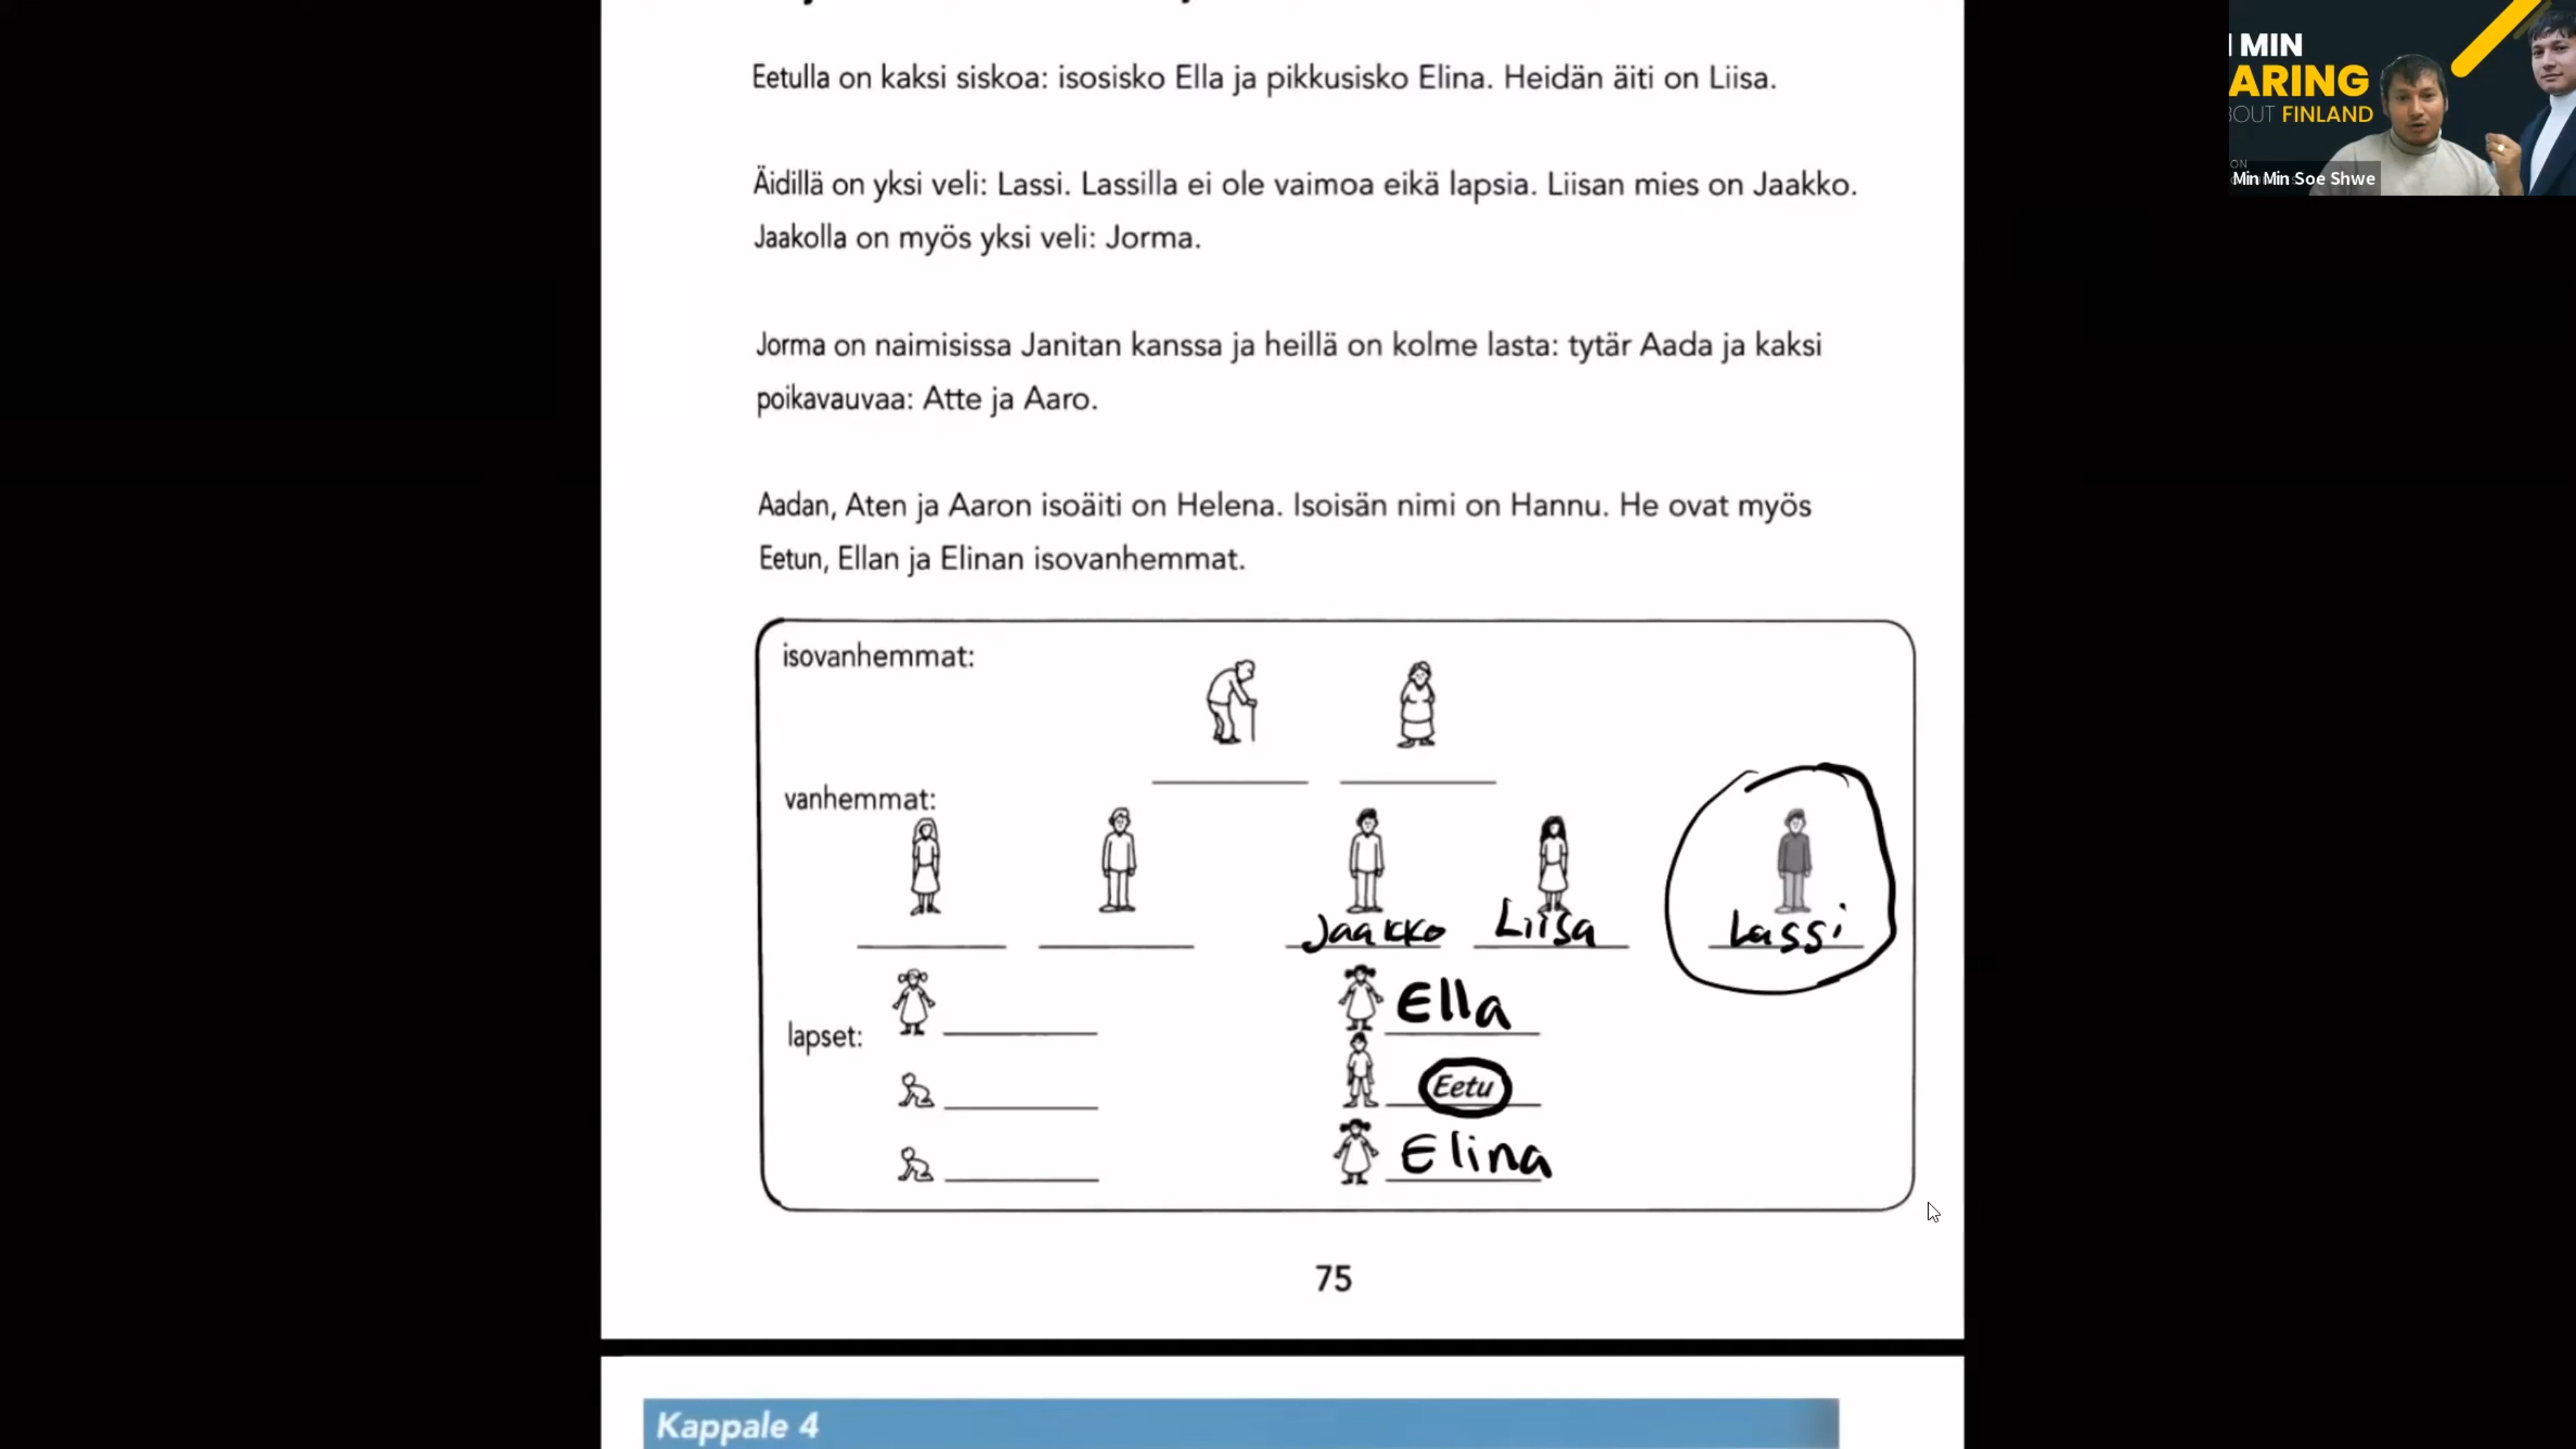 Eetulla on kaksi siskoa: isosisko Ella ja pikkusisko Elina. Heidän äiti on Liisa.
Äidillä on yksi veli: Lassi. Lassilla ei ole vaimoa eikä lapsia. Liisan mies on Jaakko.
Jaakolla on myös yksi veli: Jorma.
Jorma on naimisissa Janitan kanssa ja heillä on kolme lasta: tytär Aada ja kaksi
poikavauvaa: Atte ja Aaro.
Aadan, Aten ja Aaron isoäiti on Helena. Isoisän nimi on Hannu. He ovat myös
Eetun, Ellan ja Elinan isovanhemmat.
isovanhemmat:
vanhemmat:
Jaakko Liisa Lassi
lapset:
Ella
Eetu
Elina
75
Kappale 4
MIN
ARING
BOUT FINLAND
ON
Min Min Soe Shwe